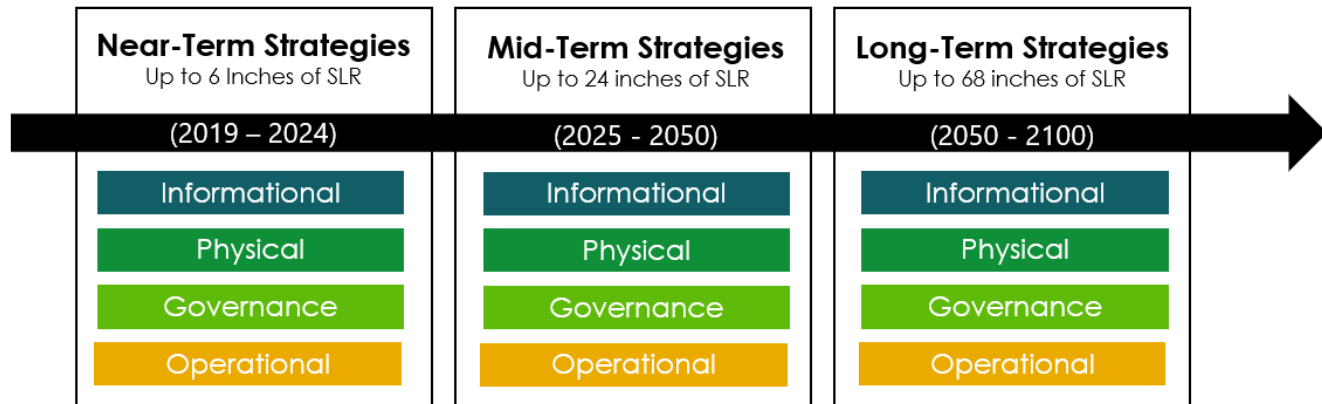 Near-Term Strategies
Up to 6 Inches of SLR
(2019 – 2024)
Informational
Physical
Governance
Operational
Mid-Term Strategies
Up to 24 inches of SLR
(2025 - 2050)
Informational
Physical
Governance
Operational
Long-Term Strategies
Up to 68 inches of SLR
(2050 - 2100)
Informational
Physical
Governance
Operational